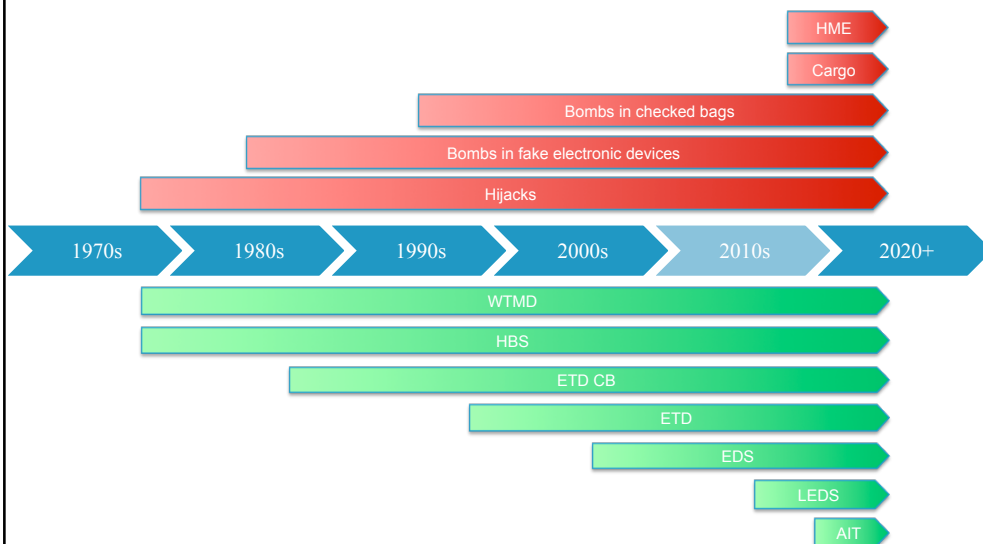 HME
Cargo
Bombs in checked bags
Bombs in fake electronic devices
Hijacks
1970s 1980s 1990s 2000s 2010s 2020+
WTMD
HBS
ETD CB
ETD
EDS
LEDS
AIT